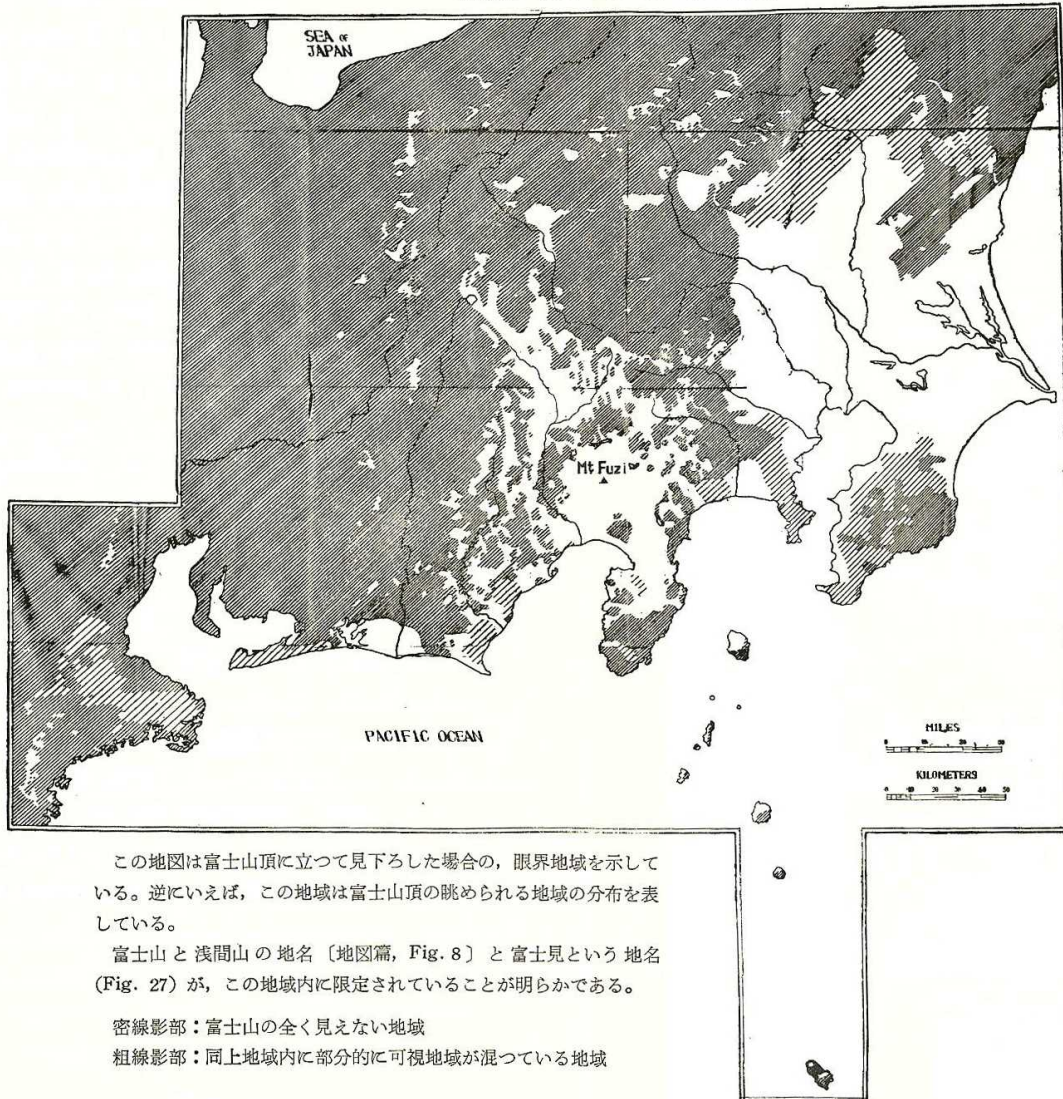 SEA OF
JAPAN
Mt Fuzi
PACIFIC OCEAN
MILES
KILOMETERS
この地図は富士山頂に立つて見下ろした場合の，眼界地域を示して
いる。逆にいえば，この地域は富士山頂の眺められる地域の分布を表
している。
富士山と浅間山の地名〔地図篇，Fig. 8〕と富士見という地名
(Fig. 27) が，この地域内に限定されていることが明らかである。
密線影部：富士山の全く見えない地域
粗線影部：同上地域内に部分的に可視地域が混つている地域